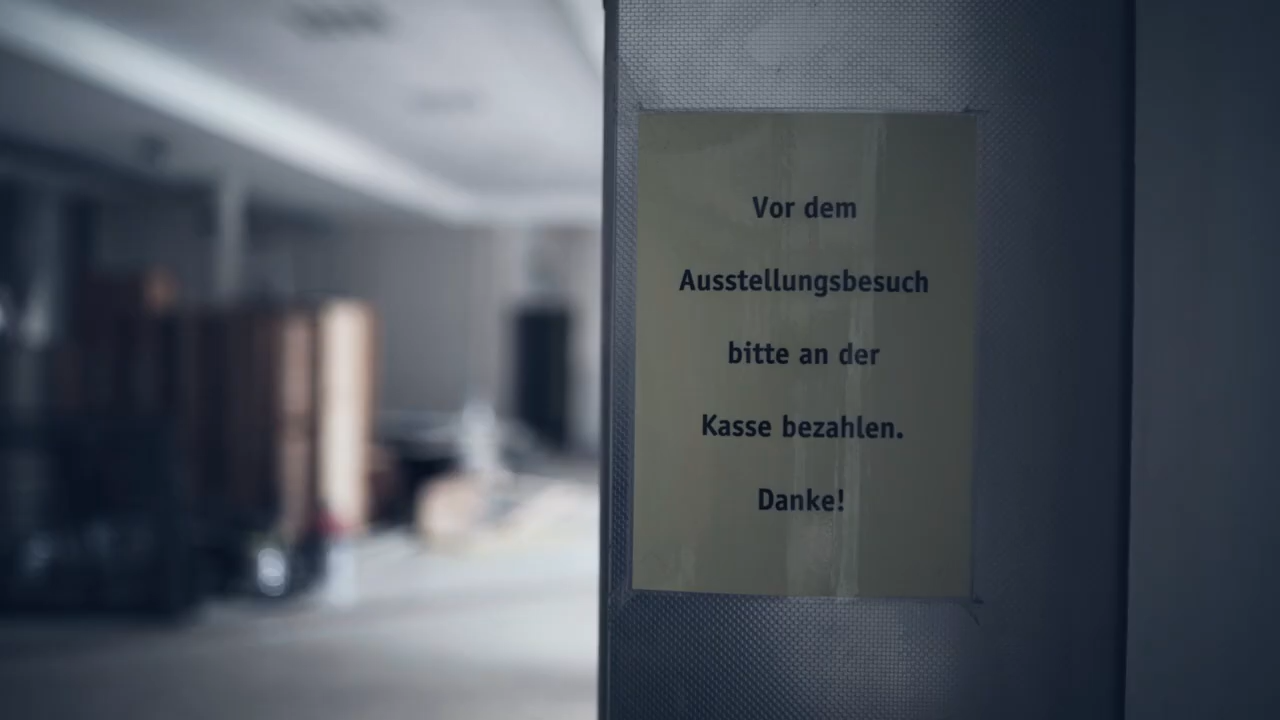 Vor dem
Ausstellungsbesuch
bitte an der
Kasse bezahlen.
Danke!